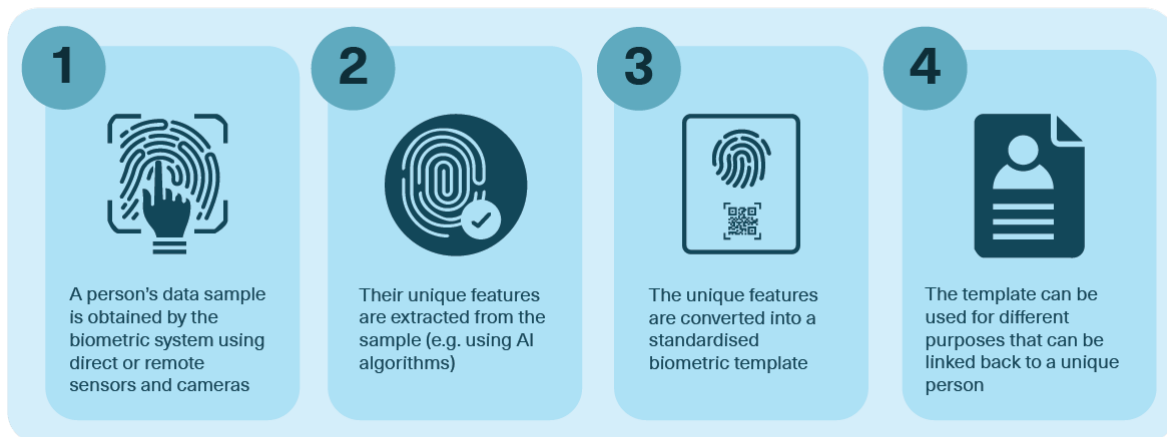 1
A person's data sample
is obtained by the
biometric system using
direct or remote
sensors and cameras
2
Their unique features
are extracted from the
sample (e.g. using AI
algorithms)
3
The unique features
are converted into a
standardised
biometric template
4
The template can be
used for different
purposes that can be
linked back to a unique
person